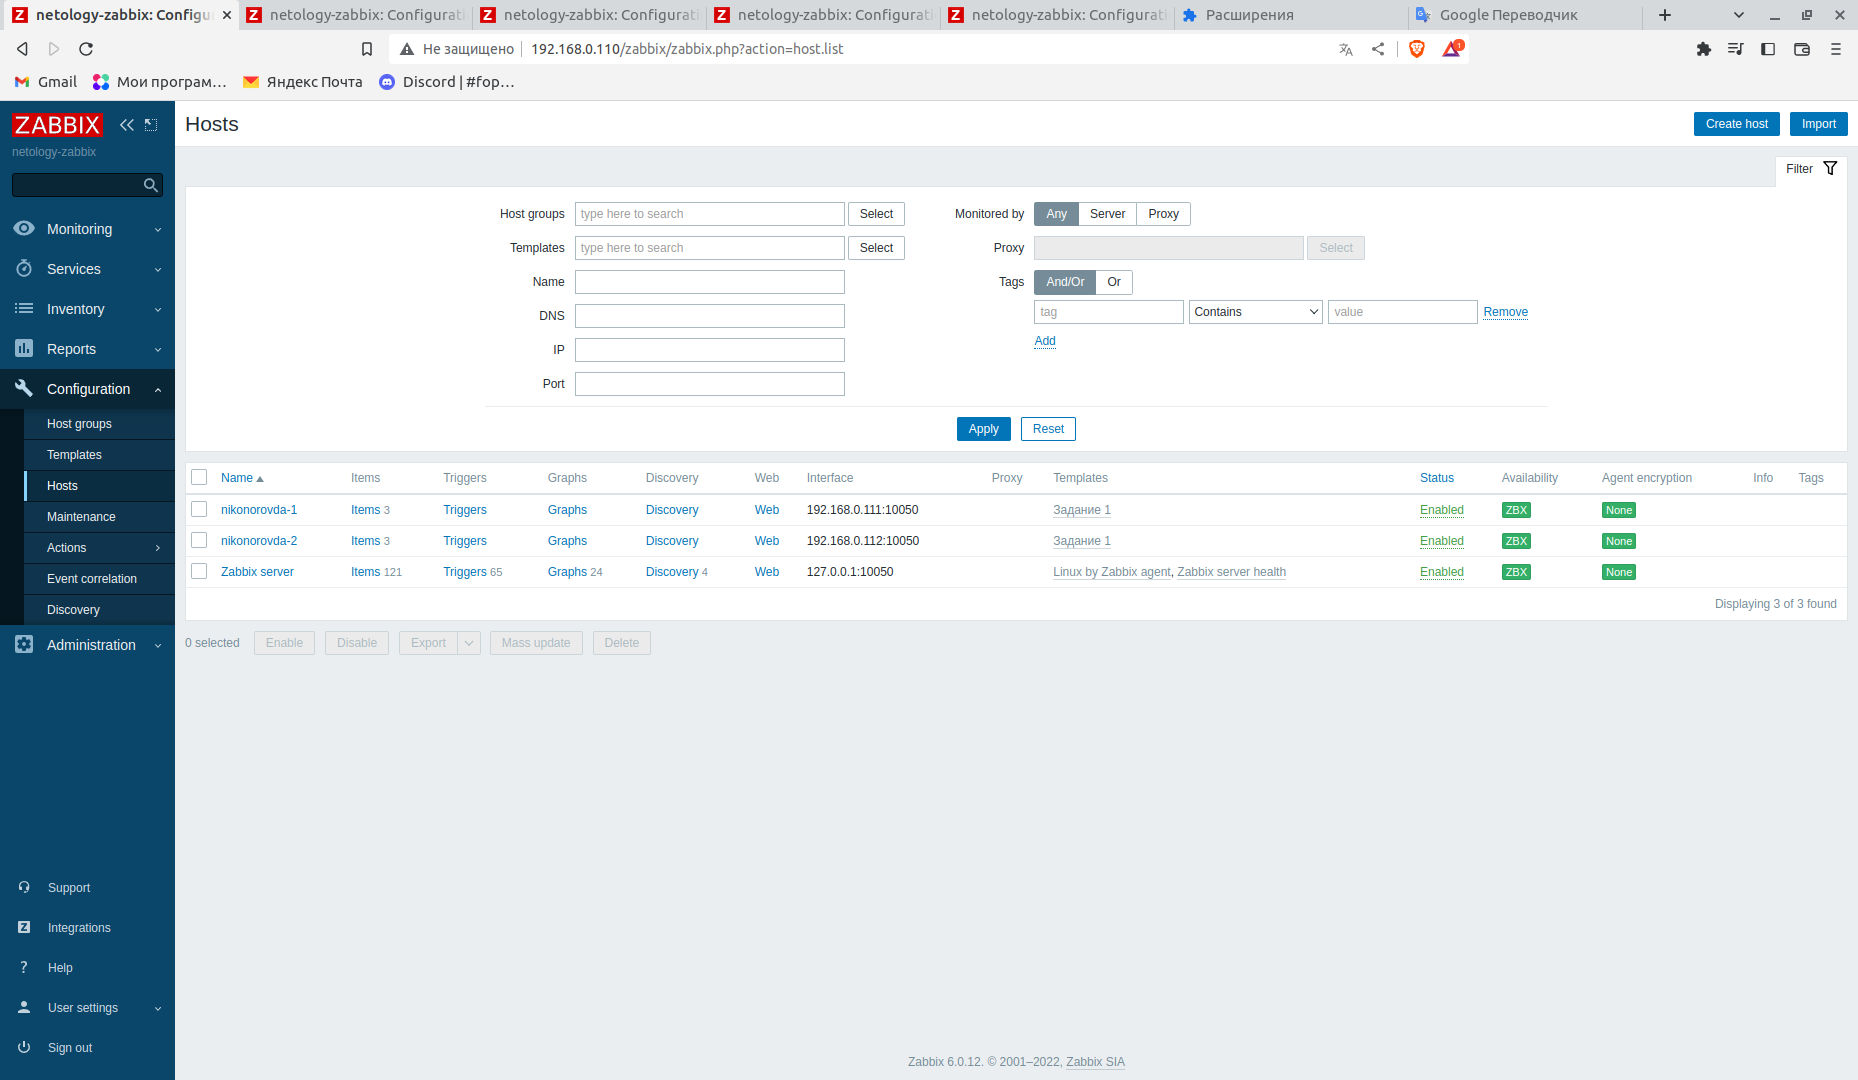 netology-zabbix: Configu
netology-zabbix: Configurati
netology-zabbix: Configurati
netology-zabbix: Configurati
netology-zabbix: Configurati
Расширения
Google Переводчик
Не защищено
192.168.0.110/zabbix/zabbix.php?action=host.list
1
Gmail
Мои програм...
Яндекс Почта
Discord | #fop...
ZABBIX
netology-zabbix
Monitoring
Services
Inventory
Reports
Configuration
Host groups
Templates
Hosts
Maintenance
Actions
Event correlation
Discovery
Administration
Support
Integrations
Help
User settings
Sign out
Hosts
Create host
Import
Filter
Host groups type here to search Select
Templates type here to search Select
Name
DNS
IP
Port
Monitored by Any Server Proxy
Proxy Select
Tags And/Or Or
tag Contains value Remove
Add
Apply Reset
Name Items Triggers Graphs Discovery Web Interface Proxy Templates Status Availability Agent encryption Info Tags
nikonorovda-1 Items 3 Triggers Graphs Discovery Web 192.168.0.111:10050 Задание 1 Enabled ZBX None
nikonorovda-2 Items 3 Triggers Graphs Discovery Web 192.168.0.112:10050 Задание 1 Enabled ZBX None
Zabbix server Items 121 Triggers 65 Graphs 24 Discovery 4 Web 127.0.0.1:10050 Linux by Zabbix agent, Zabbix server health Enabled ZBX None
Displaying 3 of 3 found
0 selected Enable Disable Export Mass update Delete
Zabbix 6.0.12. © 2001–2022, Zabbix SIA